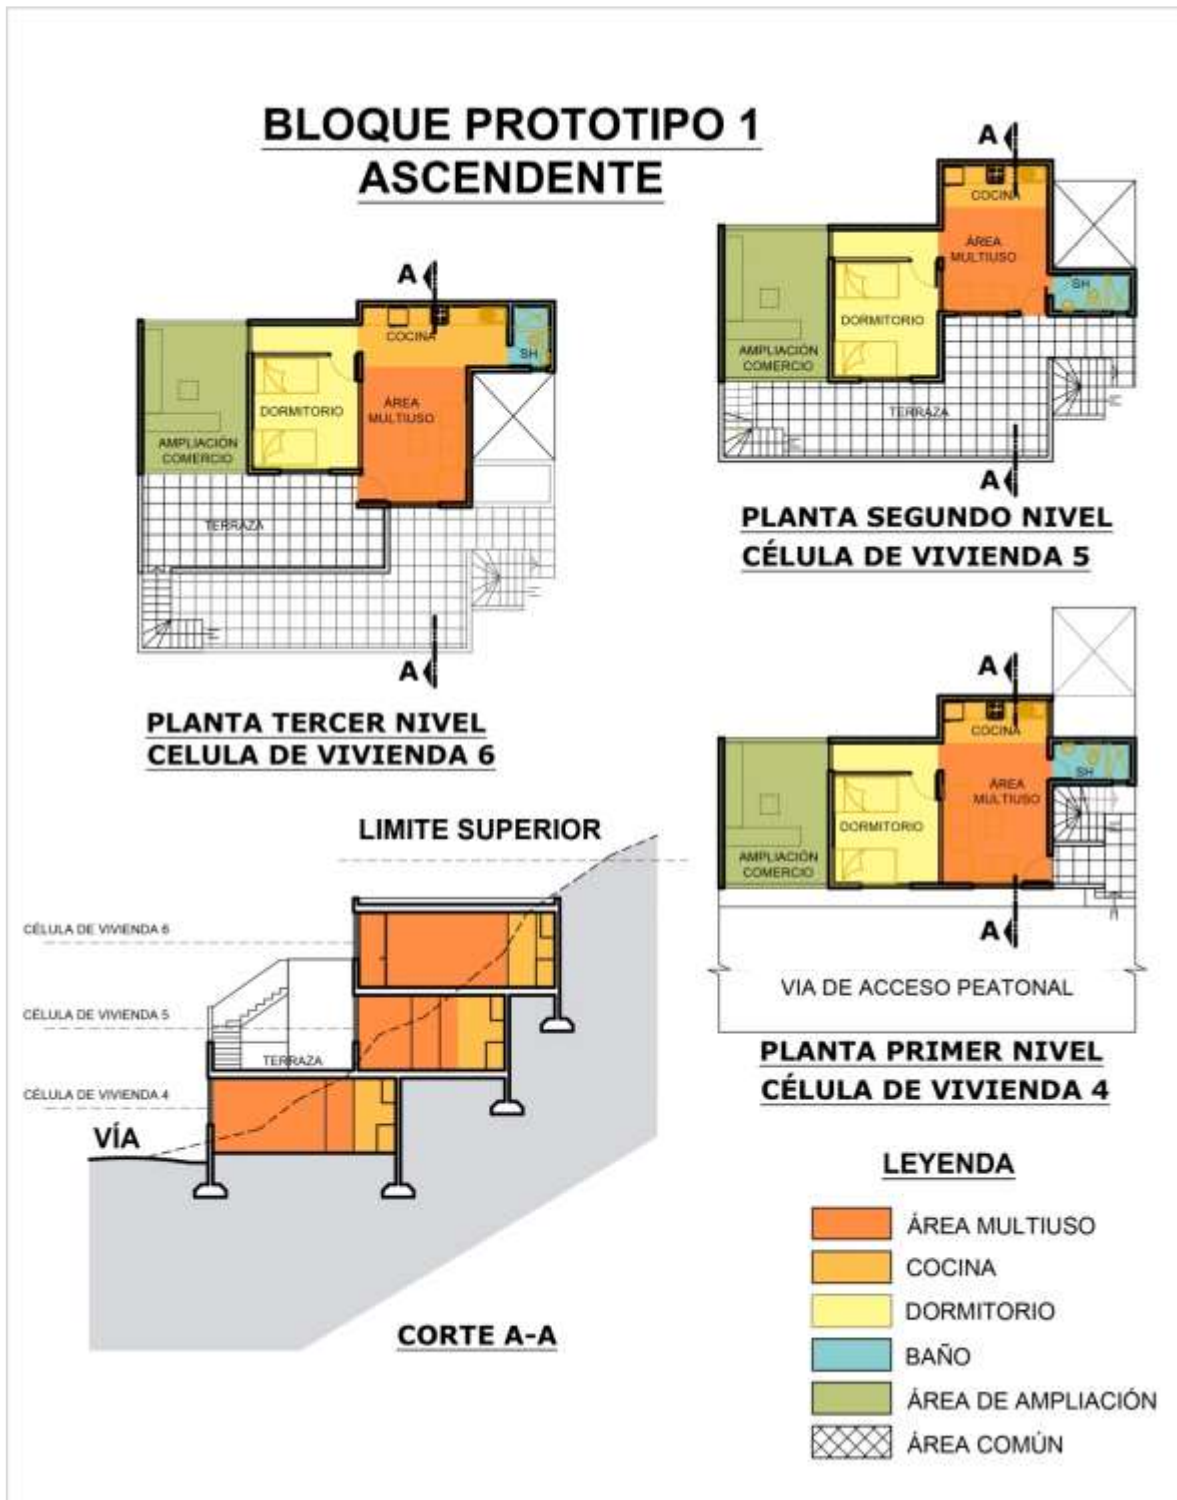 BLOQUE PROTOTIPO 1
ASCENDENTE
A
COCINA
ÁREA
MULTIUSO
SH
DORMITORIO
AMPLIACIÓN
COMERCIO
TERRAZA
A
PLANTA TERCER NIVEL
CELULA DE VIVIENDA 6
A
COCINA
ÁREA
MULTIUSO
SH
DORMITORIO
AMPLIACIÓN
COMERCIO
TERRAZA
A
PLANTA SEGUNDO NIVEL
CÉLULA DE VIVIENDA 5
A
COCINA
SH
ÁREA
MULTIUSO
DORMITORIO
AMPLIACIÓN
COMERCIO
A
VIA DE ACCESO PEATONAL
PLANTA PRIMER NIVEL
CÉLULA DE VIVIENDA 4
LIMITE SUPERIOR
CÉLULA DE VIVIENDA 6
CÉLULA DE VIVIENDA 5
TERRAZA
CÉLULA DE VIVIENDA 4
VÍA
CORTE A-A
LEYENDA
ÁREA MULTIUSO
COCINA
DORMITORIO
BAÑO
ÁREA DE AMPLIACIÓN
ÁREA COMÚN